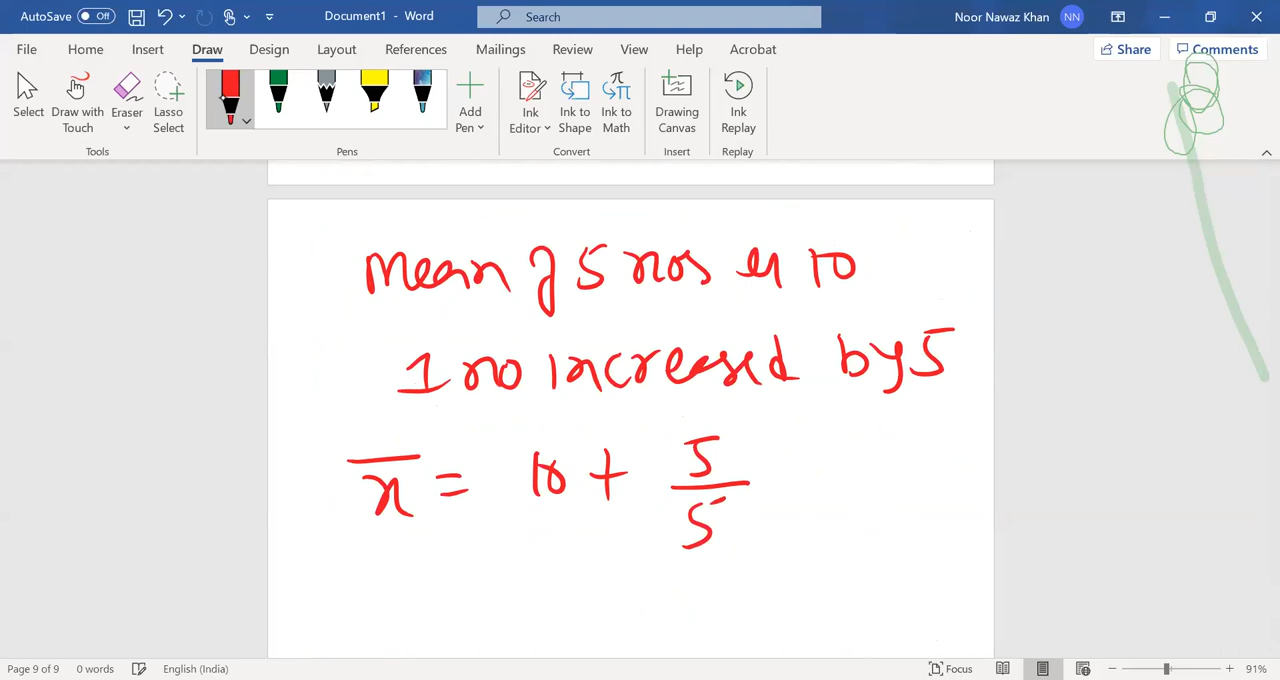 AutoSave Off Document1 - Word Search Noor Nawaz Khan NN
File Home Insert Draw Design Layout References Mailings Review View Help Acrobat Share Comments
Select Draw with Touch Eraser Lasso Select Add Pen Ink Editor Ink to Shape Ink to Math Drawing Canvas Ink Replay
Tools Pens Convert Insert Replay
Mean of 5 nos is 10
1 no increased by 5
x̄ = 10 + 5/5
Page 9 of 9 0 words English (India) Focus 91%